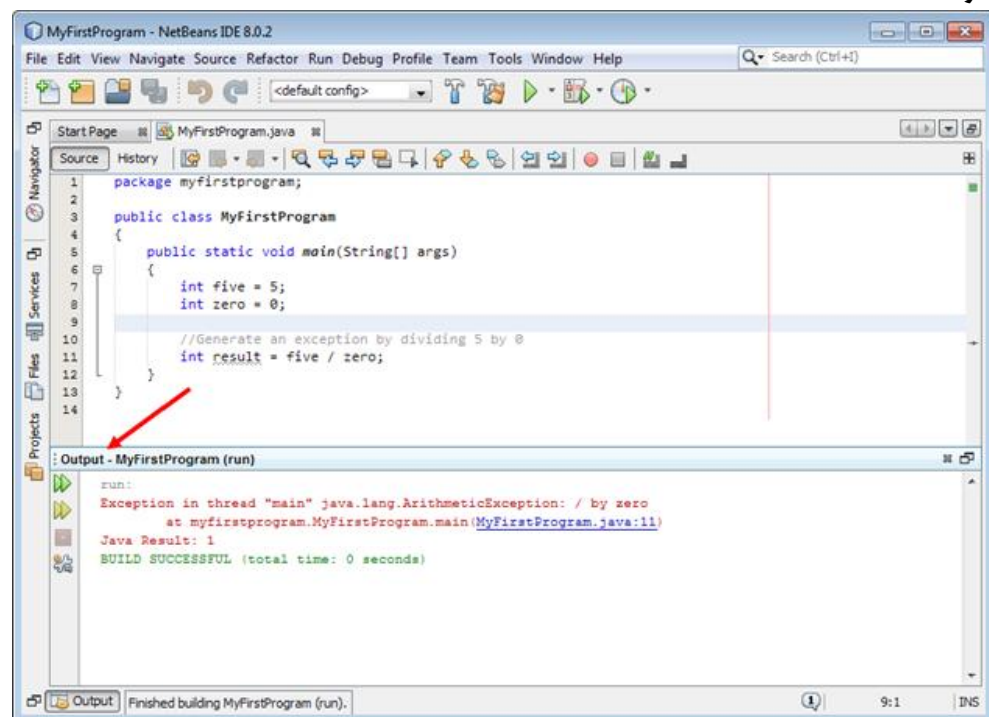 MyFirstProgram - NetBeans IDE 8.0.2
File Edit View Navigate Source Refactor Run Debug Profile Team Tools Window Help
Search (Ctrl+I)
<default config>
Start Page
MyFirstProgram.java
Source History
Navigator
Services
Files
Projects
1 package myfirstprogram;
2
3 public class MyFirstProgram
4 {
5 public static void main(String[] args)
6 {
7 int five = 5;
8 int zero = 0;
9
10 //Generate an exception by dividing 5 by 0
11 int result = five / zero;
12 }
13 }
14
Output - MyFirstProgram (run)
run:
Exception in thread "main" java.lang.ArithmeticException: / by zero
at myfirstprogram.MyFirstProgram.main(MyFirstProgram.java:11)
Java Result: 1
BUILD SUCCESSFUL (total time: 0 seconds)
Output
Finished building MyFirstProgram (run).
1
9:1
INS